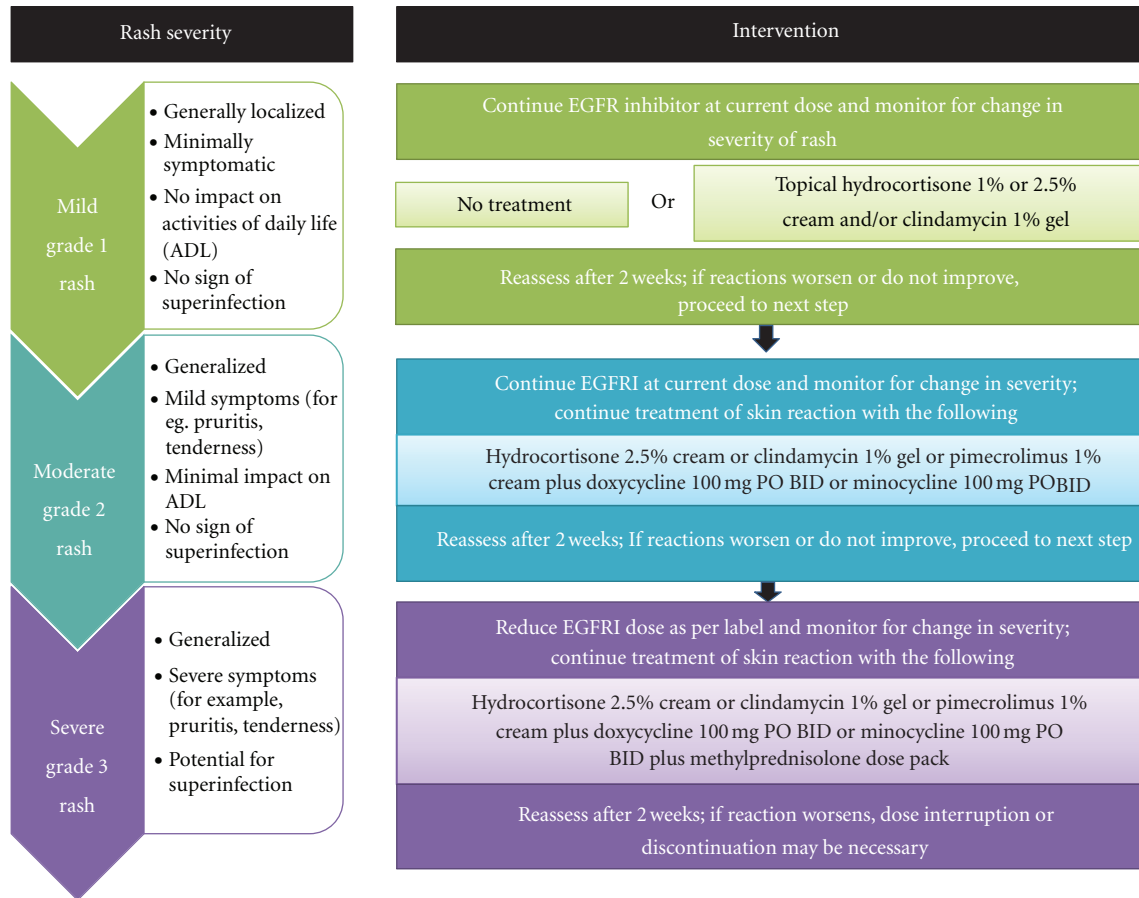 Rash severity
Intervention
Mild
grade 1
rash
• Generally localized
• Minimally
symptomatic
• No impact on
activities of daily life
(ADL)
• No sign of
superinfection
Continue EGFR inhibitor at current dose and monitor for change in
severity of rash
No treatment
Or
Topical hydrocortisone 1% or 2.5%
cream and/or clindamycin 1% gel
Reassess after 2 weeks; if reactions worsen or do not improve,
proceed to next step
Moderate
grade 2
rash
• Generalized
• Mild symptoms (for
eg. pruritis,
tenderness)
• Minimal impact on
ADL
• No sign of
superinfection
Continue EGFRI at current dose and monitor for change in severity;
continue treatment of skin reaction with the following
Hydrocortisone 2.5% cream or clindamycin 1% gel or pimecrolimus 1%
cream plus doxycycline 100 mg PO BID or minocycline 100 mg PO BID
Reassess after 2 weeks; If reactions worsen or do not improve, proceed to next step
Severe
grade 3
rash
• Generalized
• Severe symptoms
(for example,
pruritis, tenderness)
• Potential for
superinfection
Reduce EGFRI dose as per label and monitor for change in severity;
continue treatment of skin reaction with the following
Hydrocortisone 2.5% cream or clindamycin 1% gel or pimecrolimus 1%
cream plus doxycycline 100 mg PO BID or minocycline 100 mg PO
BID plus methylprednisolone dose pack
Reassess after 2 weeks; if reaction worsens, dose interruption or
discontinuation may be necessary